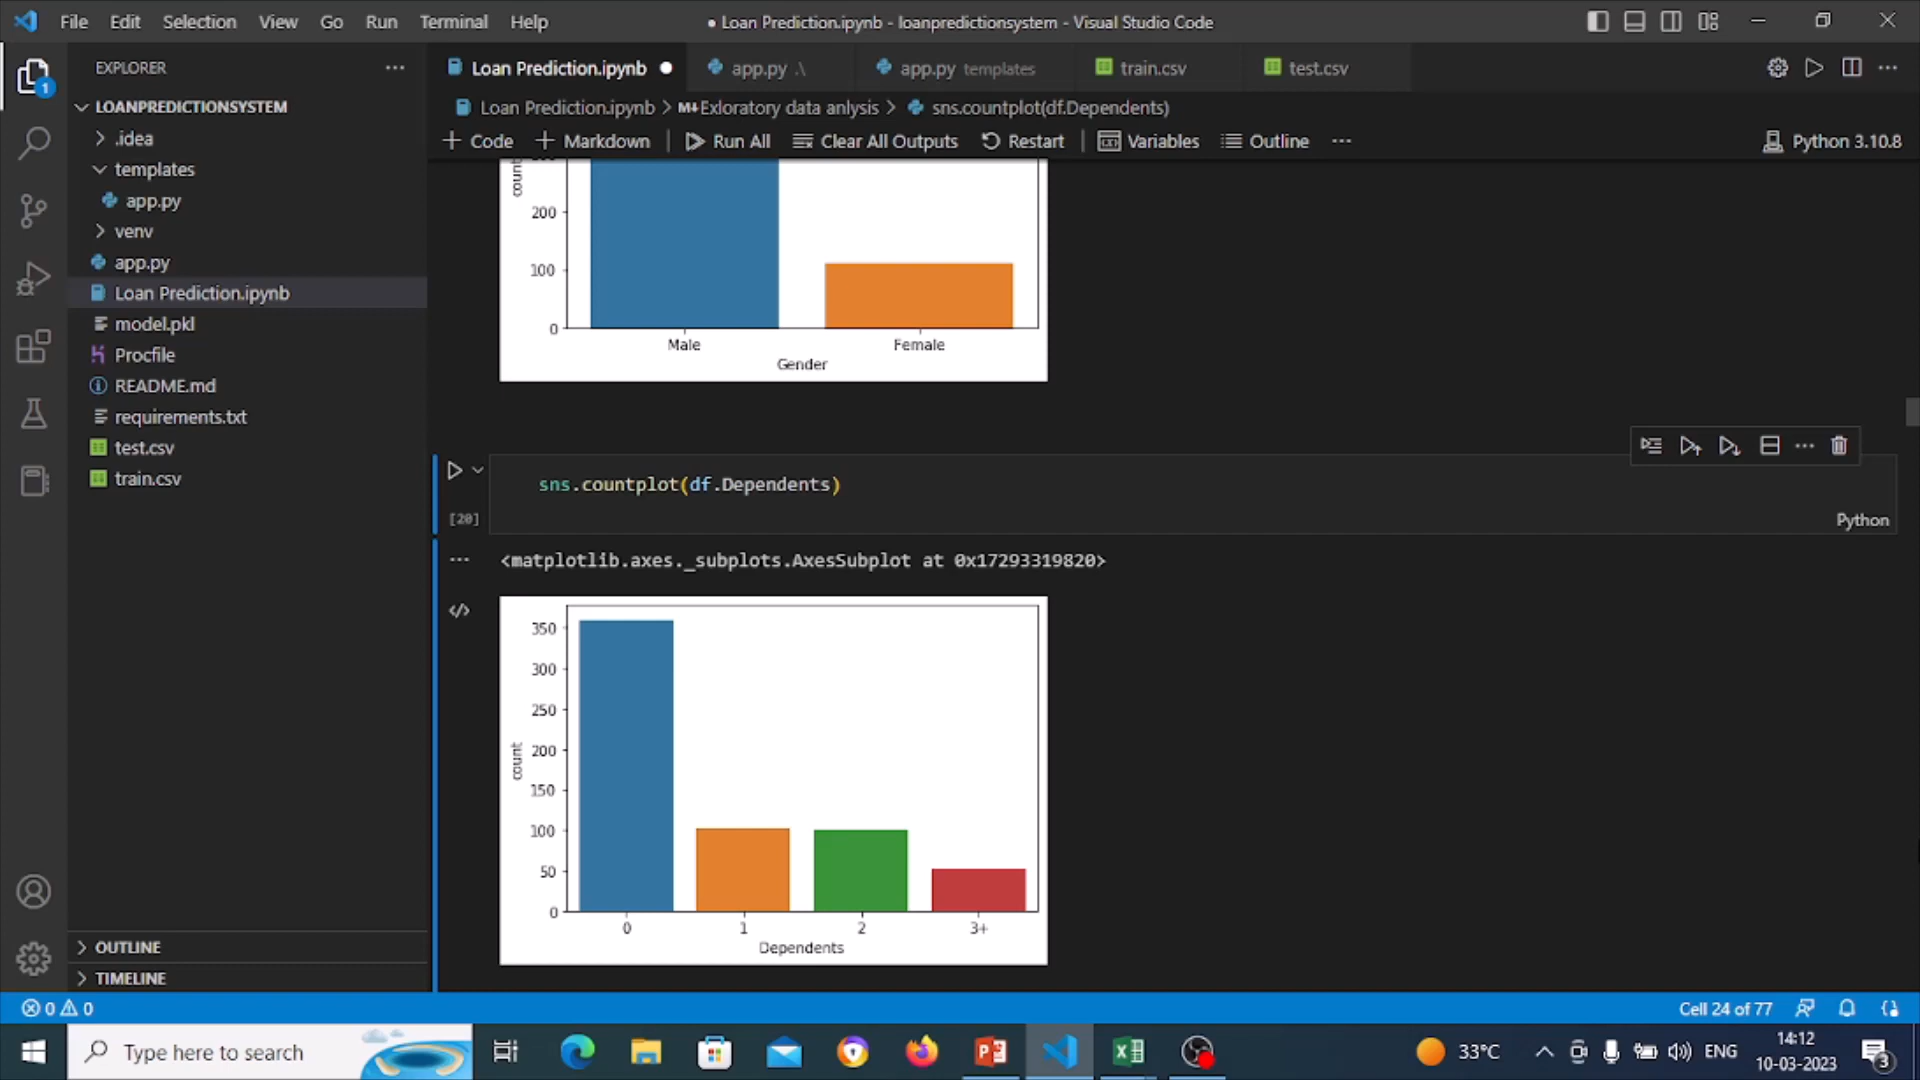 File Edit Selection View Go Run Terminal Help
● Loan Prediction.ipynb - loanpredictionsystem - Visual Studio Code
EXPLORER
Loan Prediction.ipynb
app.py .\
app.py templates
train.csv
test.csv
LOANPREDICTIONSYSTEM
Loan Prediction.ipynb > M↓Exloratory data anlysis > sns.countplot(df.Dependents)
.idea
+ Code + Markdown Run All Clear All Outputs Restart Variables Outline ...
Python 3.10.8
templates
app.py
venv
app.py
Loan Prediction.ipynb
model.pkl
Procfile
README.md
requirements.txt
test.csv
train.csv
count
200
100
0
Male Female
Gender
sns.countplot(df.Dependents)
[20]
Python
<matplotlib.axes._subplots.AxesSubplot at 0x17293319820>
350
300
250
200
150
100
50
0
count
0 1 2 3+
Dependents
OUTLINE
TIMELINE
0 0
Cell 24 of 77
Type here to search
33°C
ENG
14:12
10-03-2023
3
1